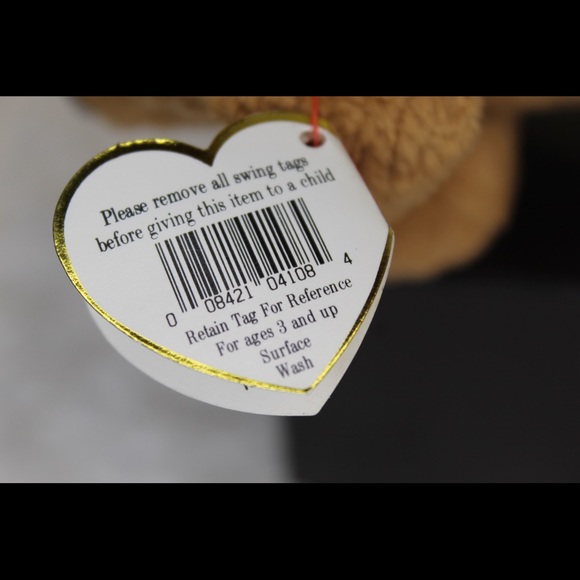 Please remove all swing tags
before giving this item to a child
0 08421 04108 4
Retain Tag For Reference
For ages 3 and up
Surface
Wash